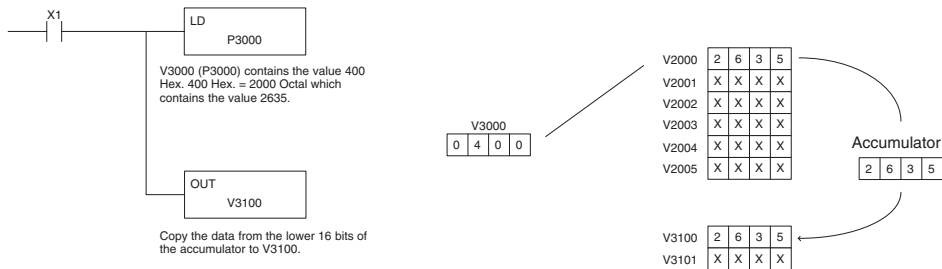 X1
LD
P3000
V3000 (P3000) contains the value 400
Hex. 400 Hex. = 2000 Octal which
contains the value 2635.
OUT
V3100
Copy the data from the lower 16 bits of
the accumulator to V3100.
V3000
0 4 0 0
V2000 2 6 3 5
V2001 X X X X
V2002 X X X X
V2003 X X X X
V2004 X X X X
V2005 X X X X
Accumulator
2 6 3 5
V3100 2 6 3 5
V3101 X X X X